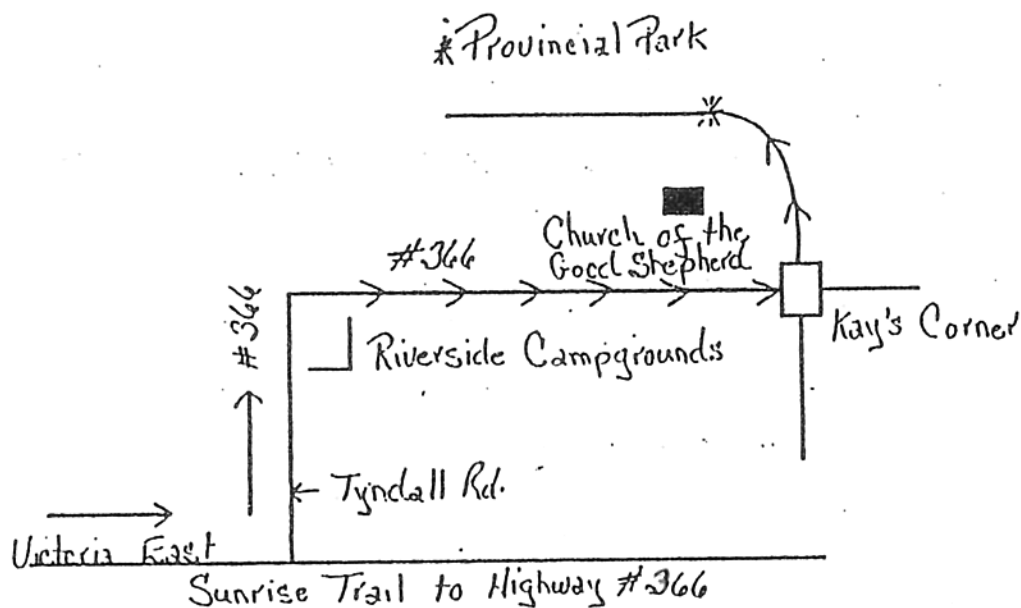 Provincial Park
#366
Church of the
Good Shepherd
#366
Kay's Corner
Riverside Campgrounds
Tyndall Rd.
Victoria East
Sunrise Trail to Highway #366